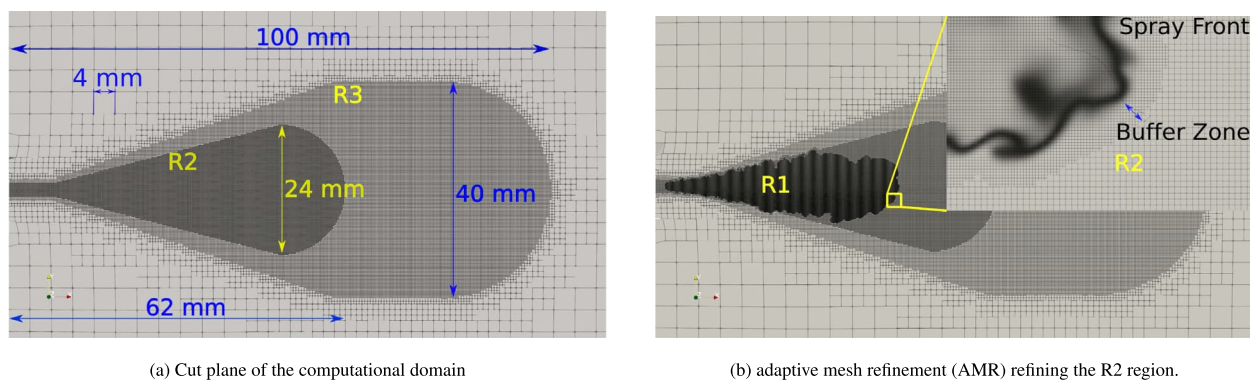 100 mm
4 mm
R3
R2
24 mm
40 mm
62 mm
(a) Cut plane of the computational domain
Spray Front
Buffer Zone
R2
R1
(b) adaptive mesh refinement (AMR) refining the R2 region.